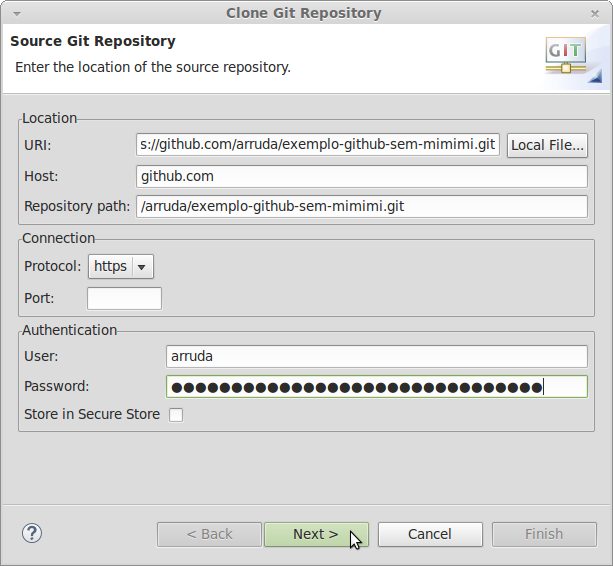 Clone Git Repository
Source Git Repository
Enter the location of the source repository.
GIT
Location
URI: s://github.com/arruda/exemplo-github-sem-mimimi.git Local File...
Host: github.com
Repository path: /arruda/exemplo-github-sem-mimimi.git
Connection
Protocol: https
Port:
Authentication
User: arruda
Password: ●●●●●●●●●●●●●●●●●●●●●●●●●●●●●●●
Store in Secure Store
? < Back Next > Cancel Finish